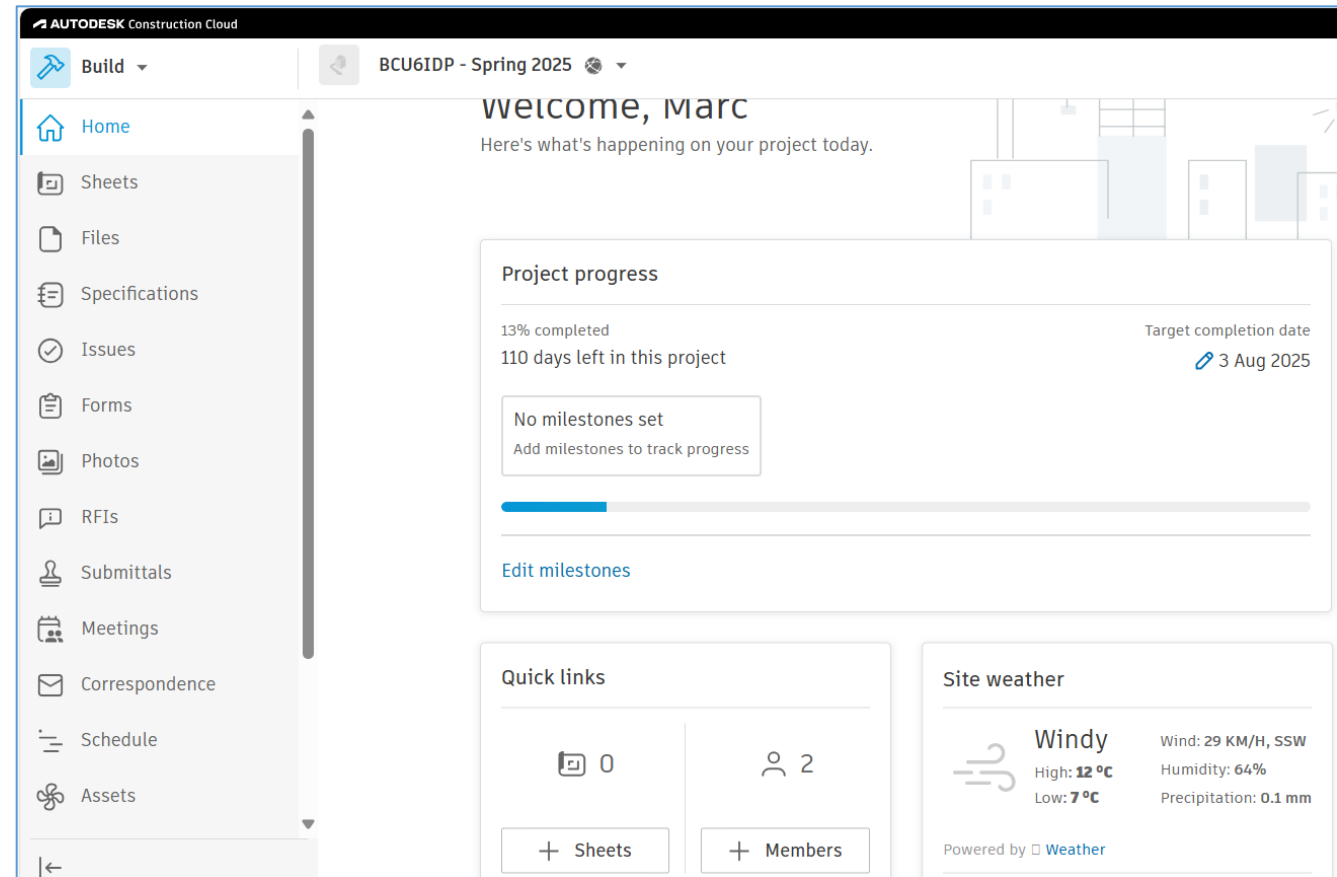 AUTODESK Construction Cloud
Build
BCU6IDP - Spring 2025
Home
Sheets
Files
Specifications
Issues
Forms
Photos
RFIs
Submittals
Meetings
Correspondence
Schedule
Assets
Welcome, Marc
Here's what's happening on your project today.
Project progress
13% completed
110 days left in this project
Target completion date
3 Aug 2025
No milestones set
Add milestones to track progress
Edit milestones
Quick links
0
2
Sheets
Members
Site weather
Windy
High: 12 ºC
Low: 7 ºC
Wind: 29 KM/H, SSW
Humidity: 64%
Precipitation: 0.1 mm
Powered by Weather